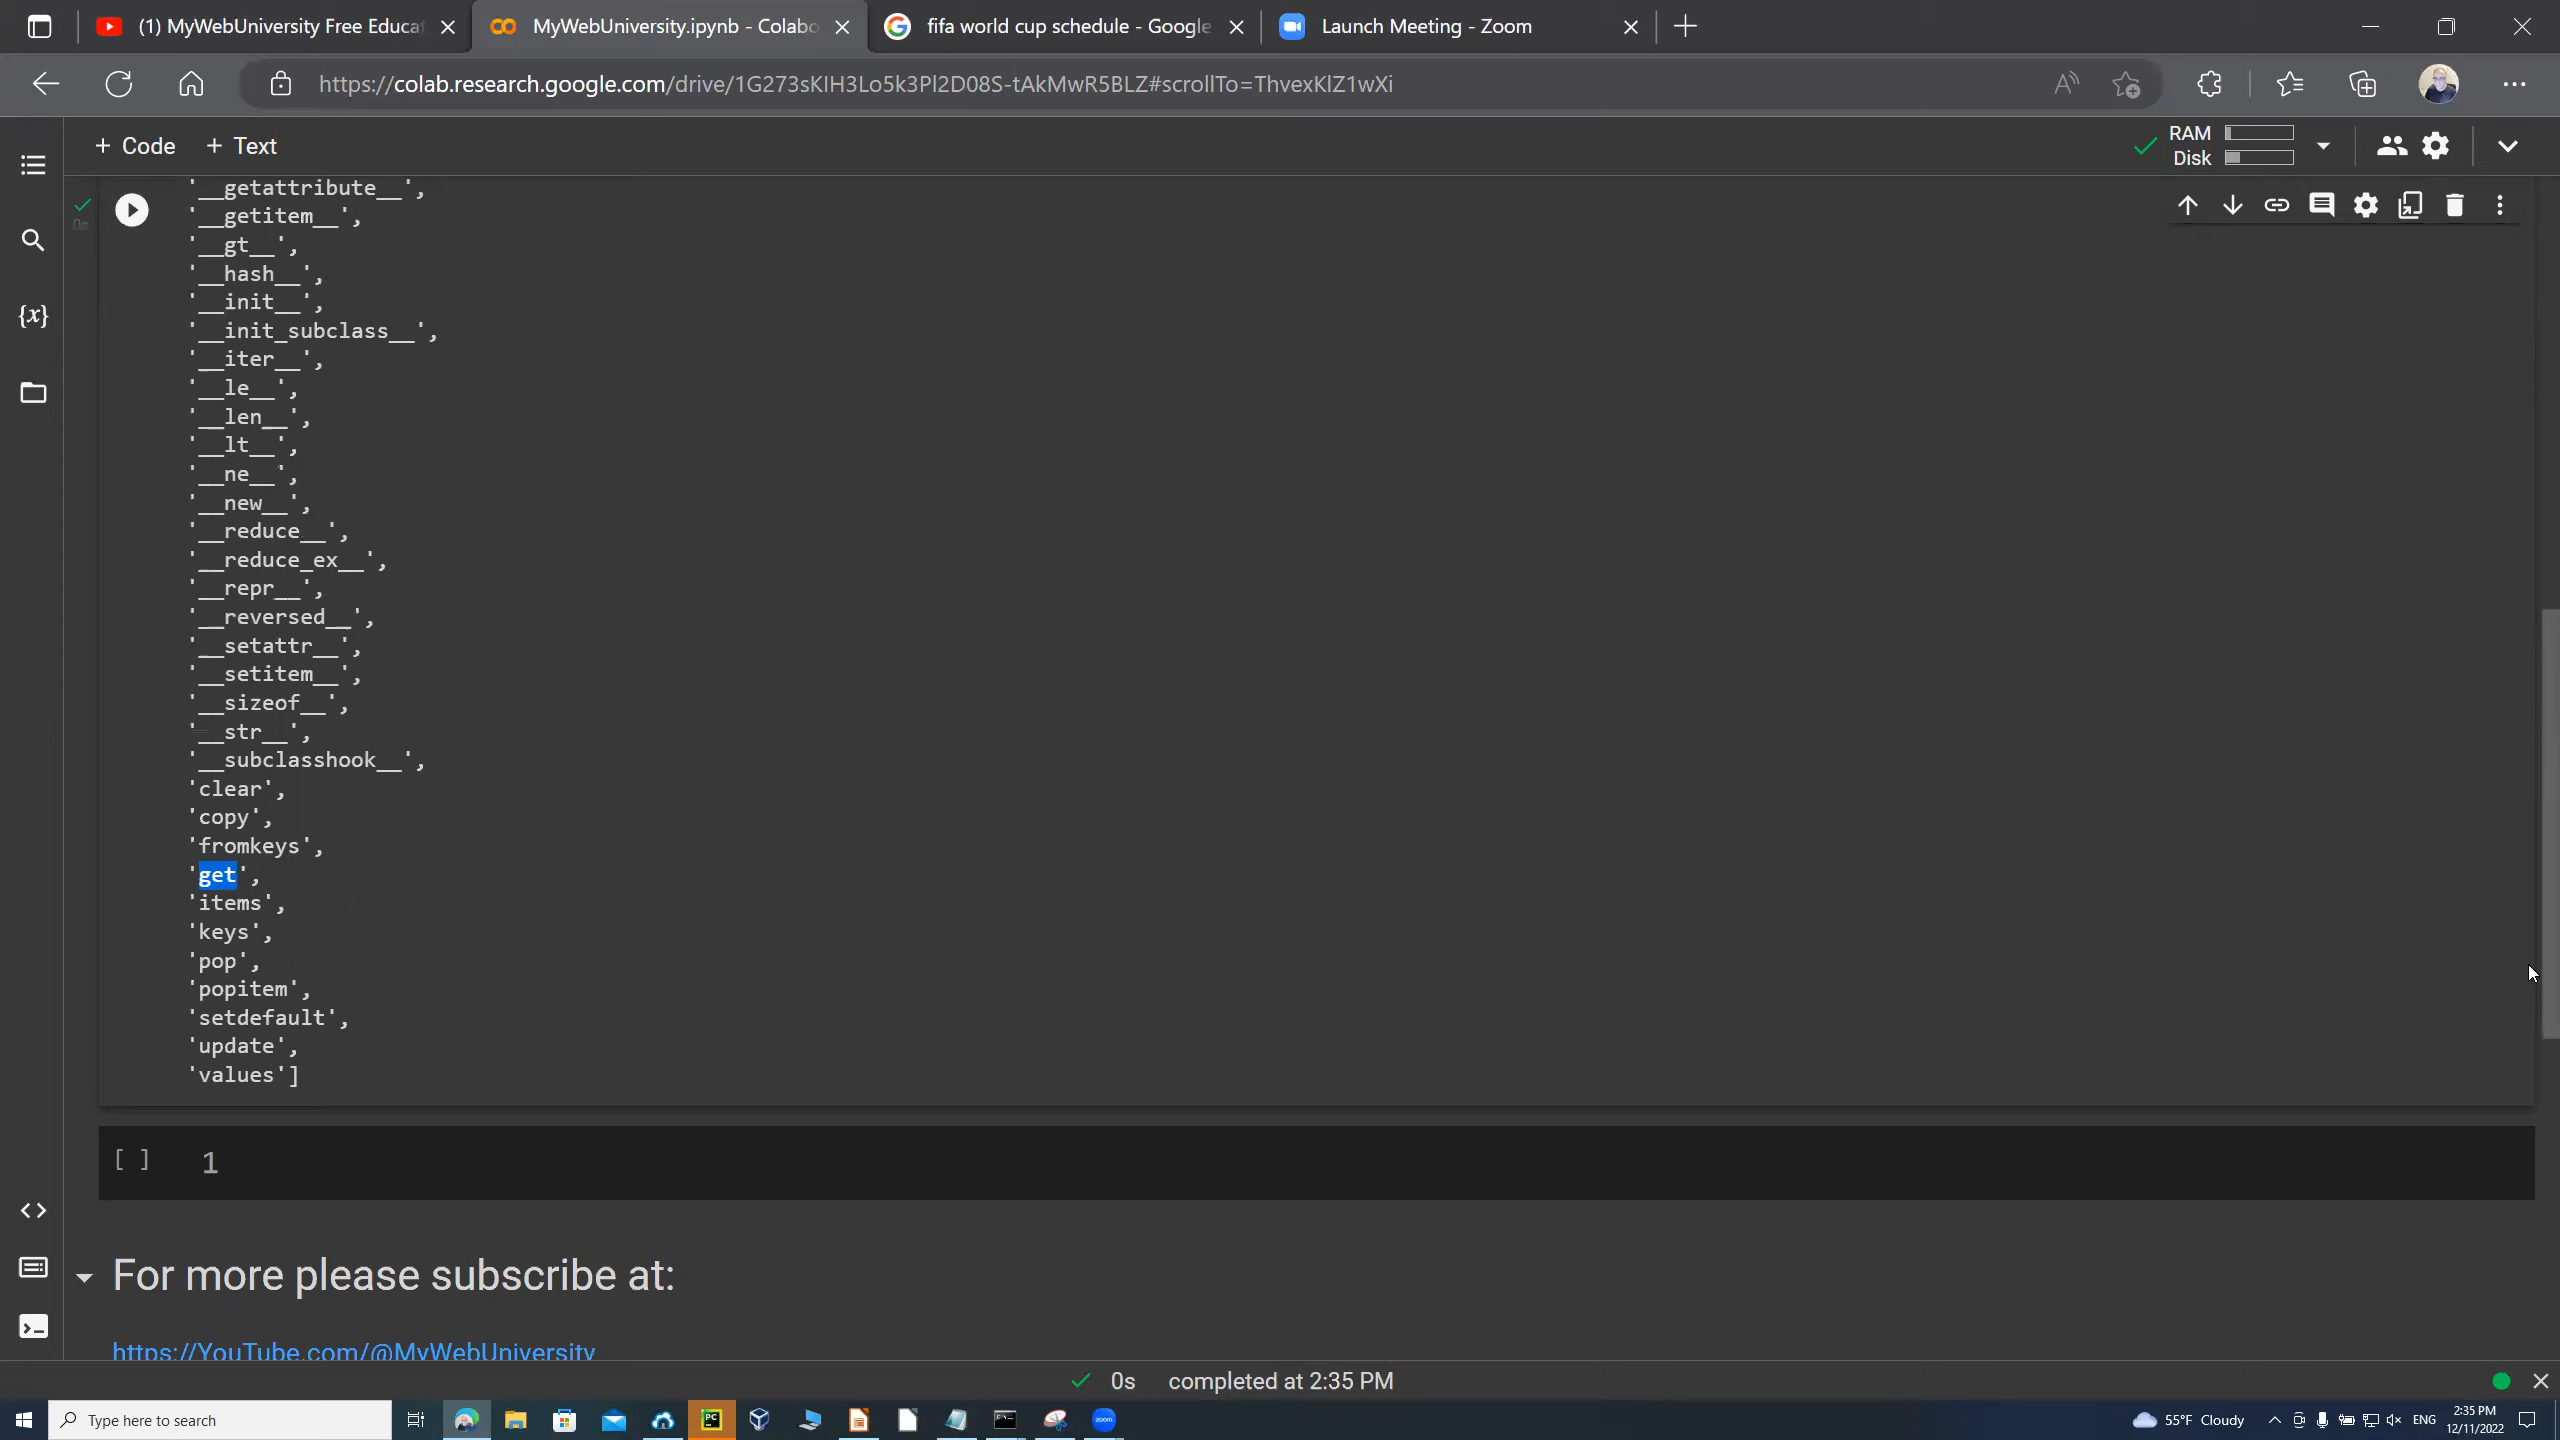 (1) MyWebUniversity Free Educat
MyWebUniversity.ipynb - Colabo
fifa world cup schedule - Google
Launch Meeting - Zoom
https://colab.research.google.com/drive/1G273sKIH3Lo5k3Pl2D08S-tAkMwR5BLZ#scrollTo=ThvexKlZ1wXi
+ Code + Text
RAM
Disk
'__getattribute__',
'__getitem__',
'__gt__',
'__hash__',
'__init__',
'__init_subclass__',
'__iter__',
'__le__',
'__len__',
'__lt__',
'__ne__',
'__new__',
'__reduce__',
'__reduce_ex__',
'__repr__',
'__reversed__',
'__setattr__',
'__setitem__',
'__sizeof__',
'__str__',
'__subclasshook__',
'clear',
'copy',
'fromkeys',
'get',
'items',
'keys',
'pop',
'popitem',
'setdefault',
'update',
'values']
[ ] 1
For more please subscribe at:
https://YouTube.com/@MyWebUniversity
0s completed at 2:35 PM
Type here to search
PC
zoom
55°F Cloudy
ENG
2:35 PM
12/11/2022